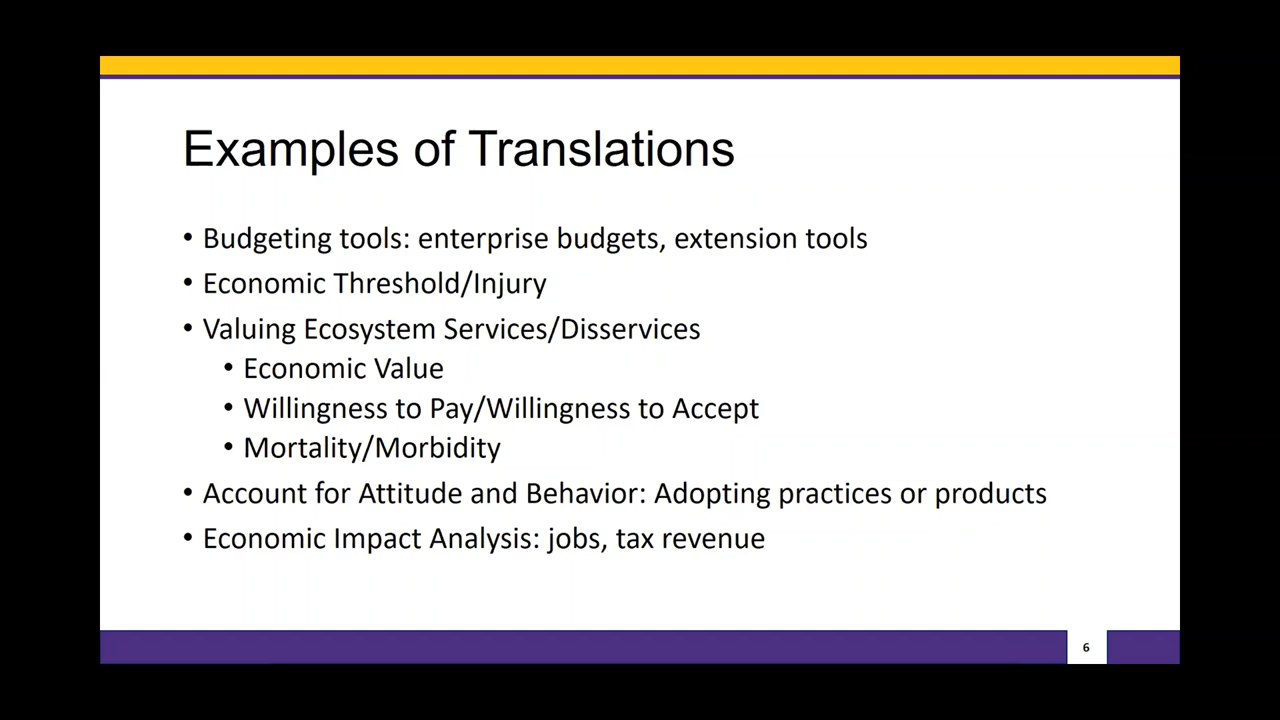 Examples of Translations
• Budgeting tools: enterprise budgets, extension tools
• Economic Threshold/Injury
• Valuing Ecosystem Services/Disservices
• Economic Value
• Willingness to Pay/Willingness to Accept
• Mortality/Morbidity
• Account for Attitude and Behavior: Adopting practices or products
• Economic Impact Analysis: jobs, tax revenue
6